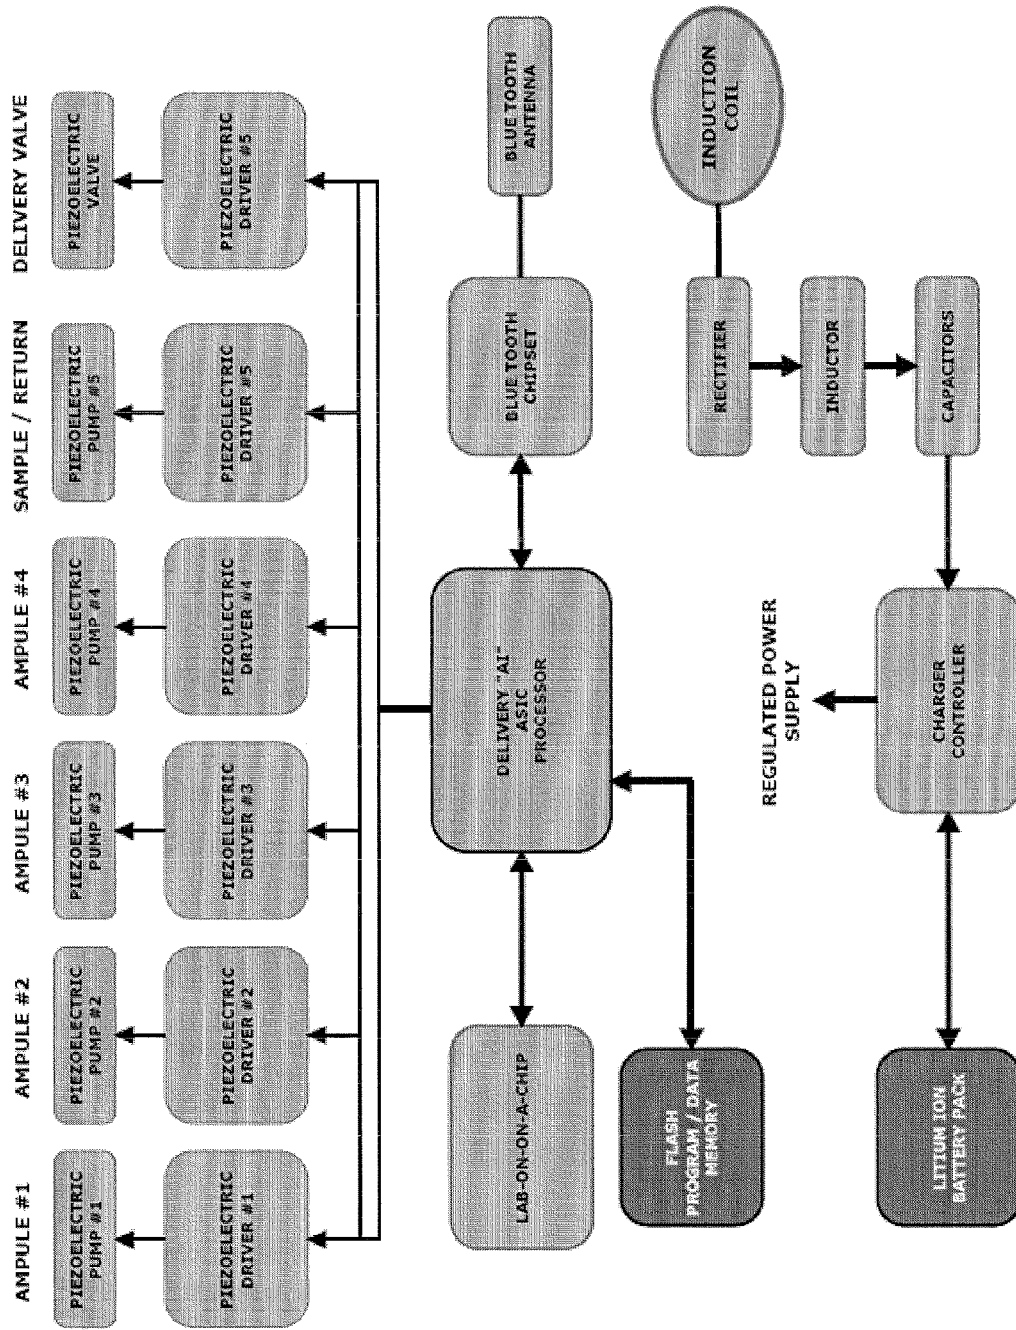 AMPULE #1
AMPULE #2
AMPULE #3
AMPULE #4
SAMPLE / RETURN
DELIVERY VALVE
PIEZOELECTRIC
PUMP #1
PIEZOELECTRIC
PUMP #2
PIEZOELECTRIC
PUMP #3
PIEZOELECTRIC
PUMP #4
PIEZOELECTRIC
PUMP #5
PIEZOELECTRIC
VALVE
PIEZOELECTRIC
DRIVER #1
PIEZOELECTRIC
DRIVER #2
PIEZOELECTRIC
DRIVER #3
PIEZOELECTRIC
DRIVER #4
PIEZOELECTRIC
DRIVER #5
PIEZOELECTRIC
DRIVER #5
LAB-ON-ON-A-CHIP
DELIVERY "AI"
ASIC
PROCESSOR
BLUE TOOTH
CHIPSET
BLUE TOOTH
ANTENNA
FLASH
PROGRAM / DATA
MEMORY
RECTIFIER
INDUCTION
COIL
INDUCTOR
REGULATED POWER
SUPPLY
CAPACITORS
LITIUM ION
BATTERY PACK
CHARGER
CONTROLLER